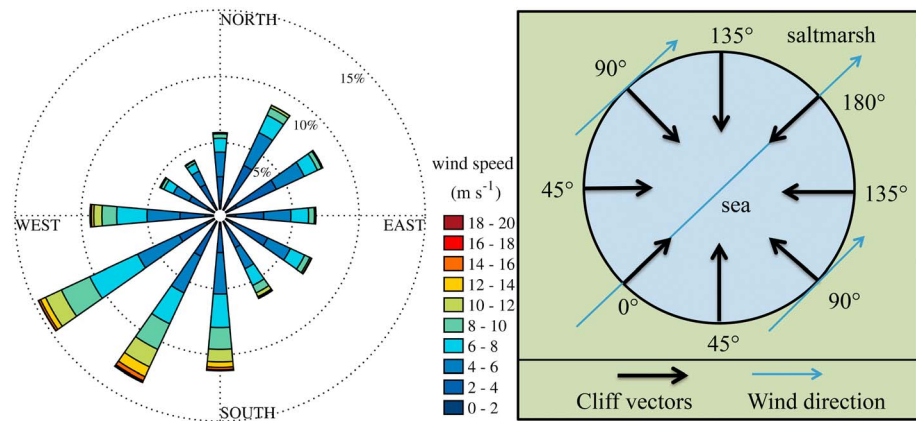 NORTH
15%
10%
5%
WEST
EAST
SOUTH
wind speed
(m s⁻¹)
18 - 20
16 - 18
14 - 16
12 - 14
10 - 12
8 - 10
6 - 8
4 - 6
2 - 4
0 - 2
135°
saltmarsh
90°
180°
45°
135°
sea
0°
90°
45°
Cliff vectors
Wind direction